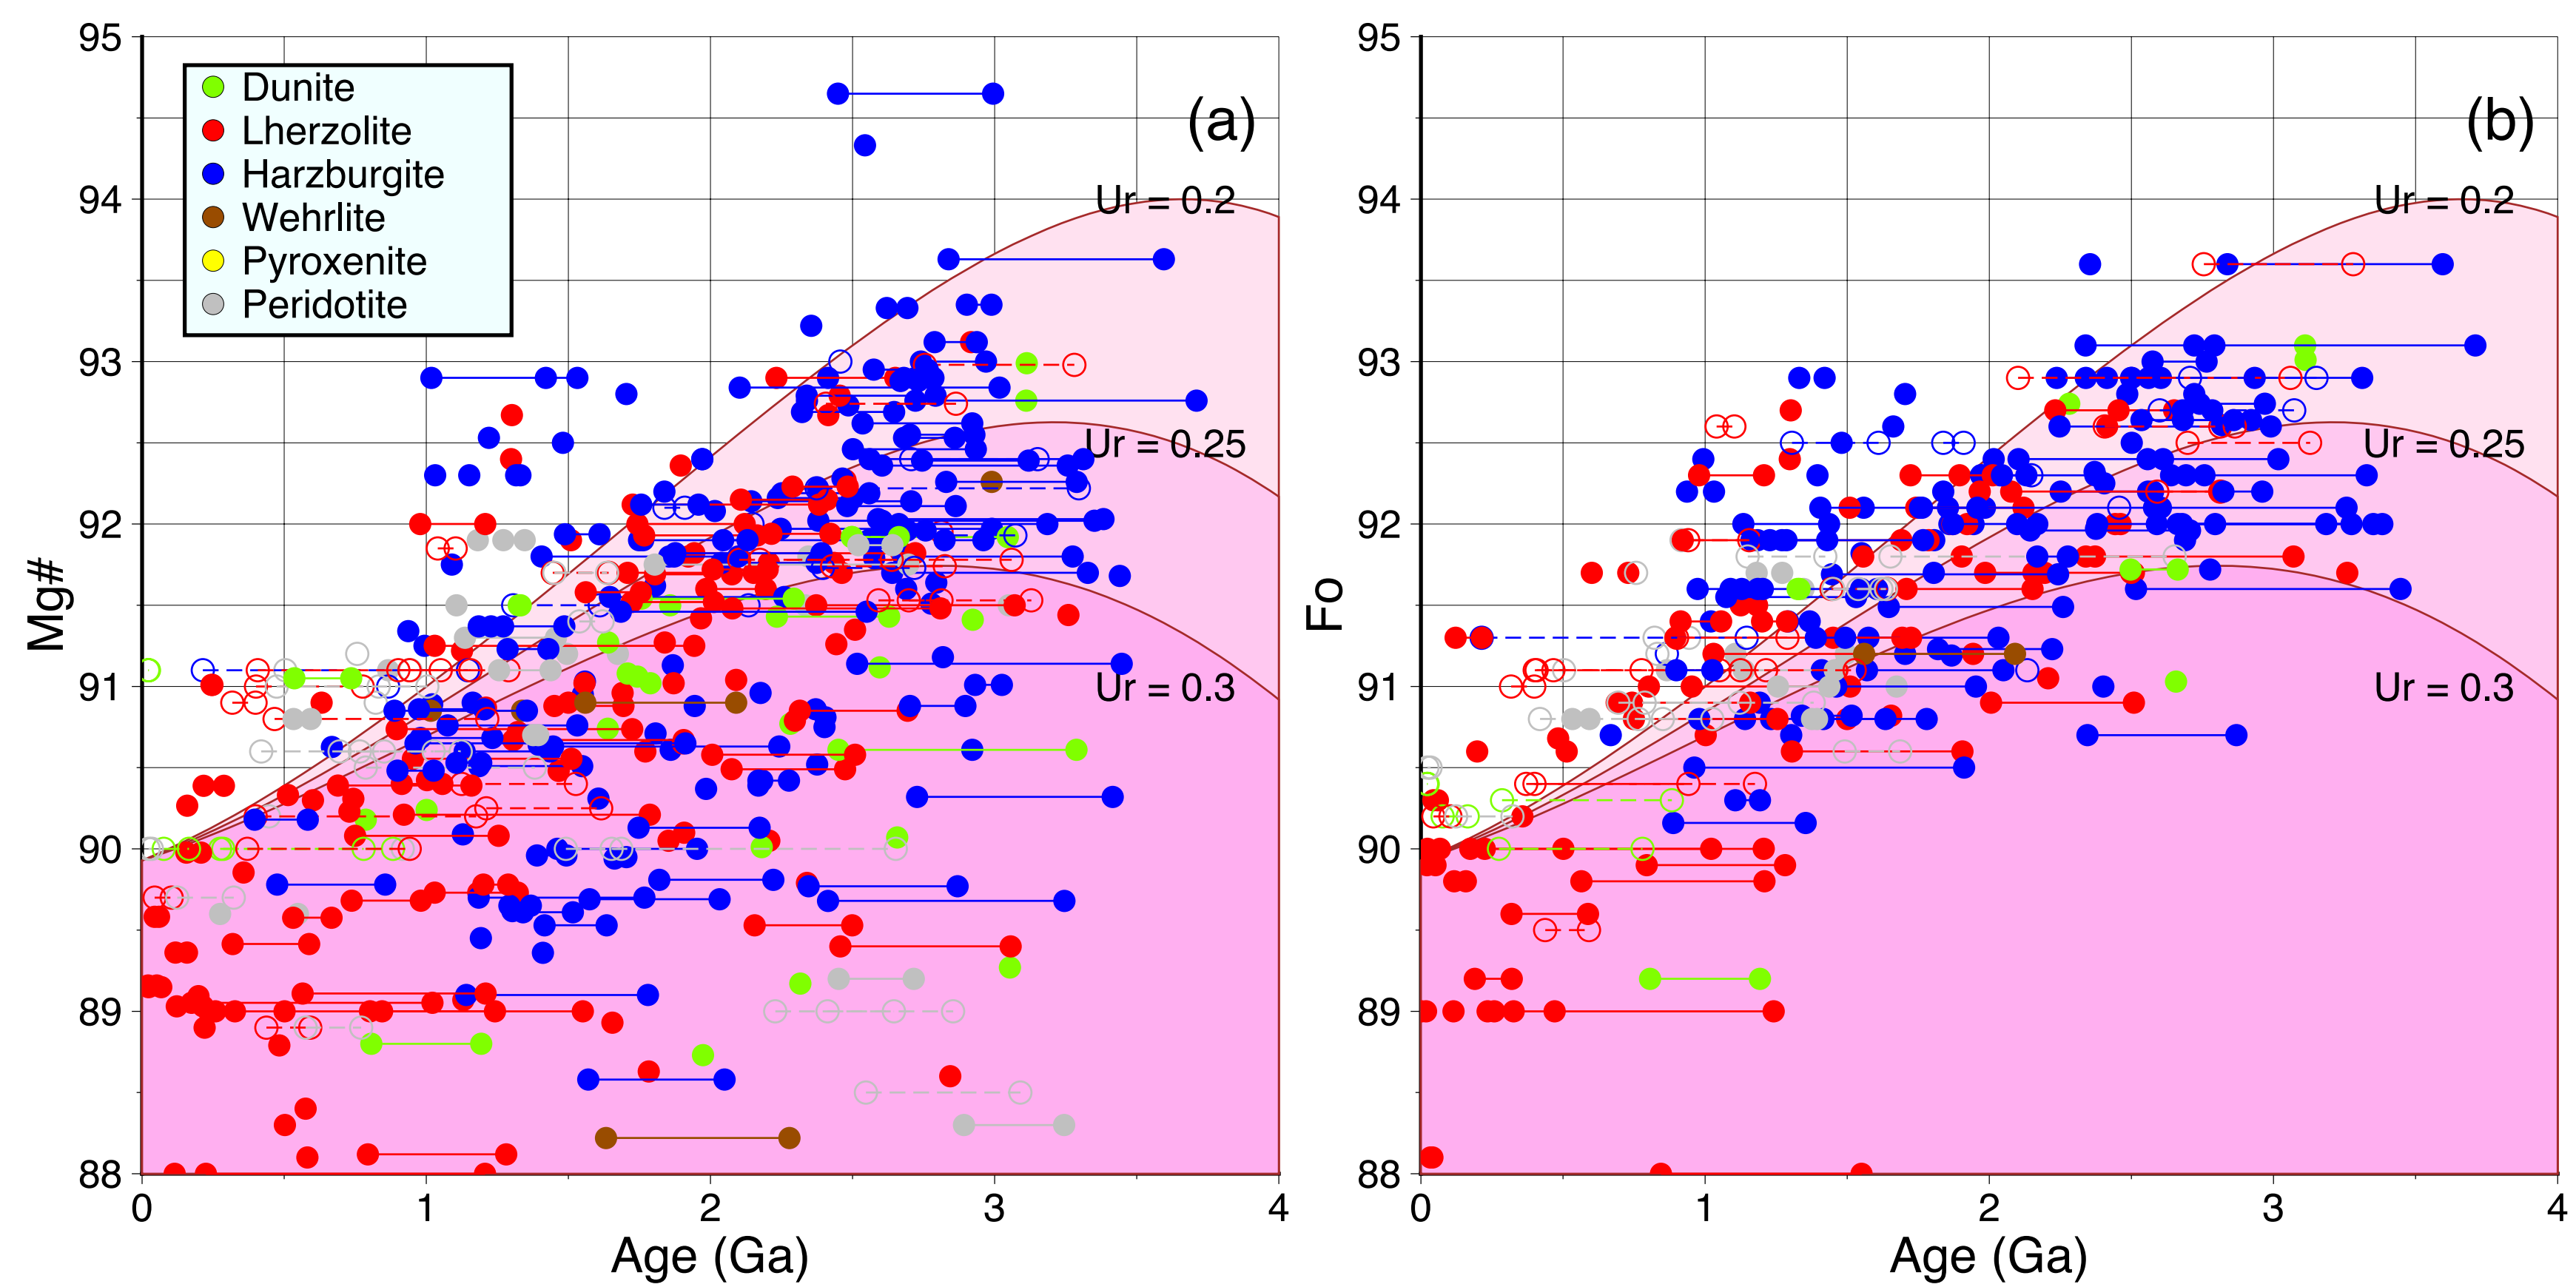 (a)
Dunite
Lherzolite
Harzburgite
Wehrlite
Pyroxenite
Peridotite
Ur = 0.2
Ur = 0.25
Ur = 0.3
95
94
93
92
91
90
89
88
Mg#
0 1 2 3 4
Age (Ga)
(b)
Ur = 0.2
Ur = 0.25
Ur = 0.3
95
94
93
92
91
90
89
88
Fo
0 1 2 3 4
Age (Ga)